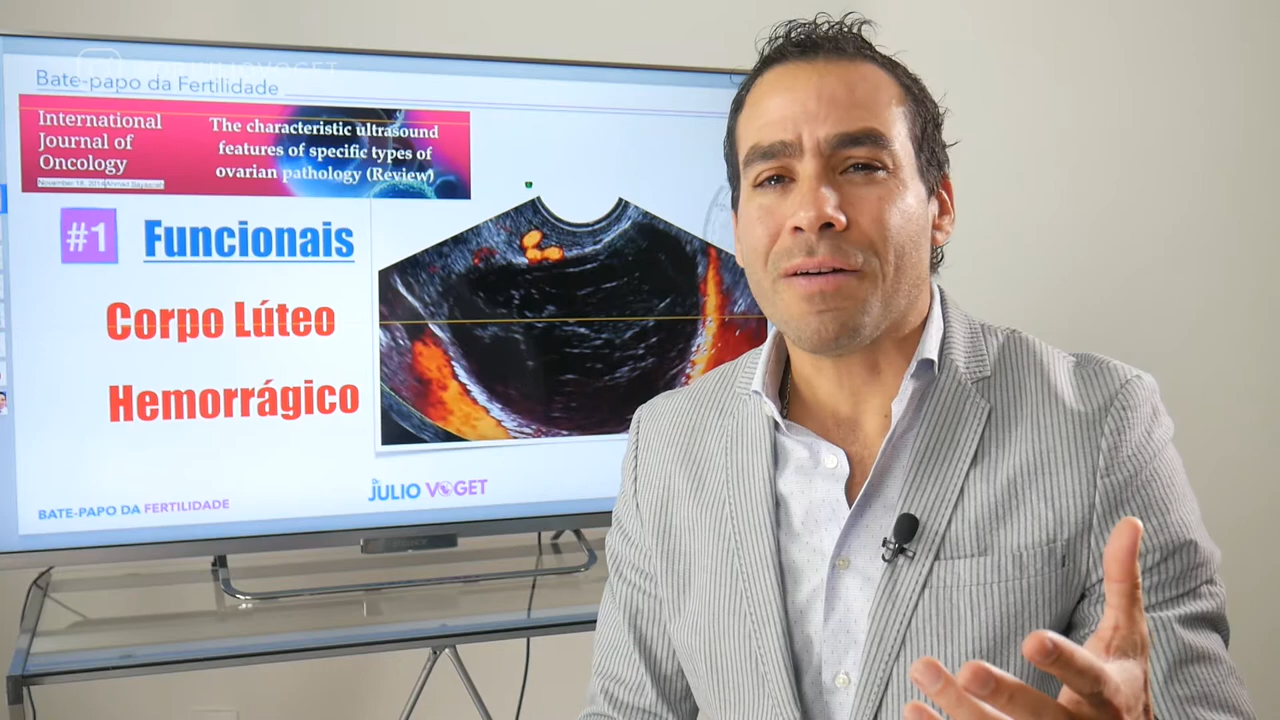 Bate-papo da Fertilidade
International
Journal of
Oncology
The characteristic ultrasound
features of specific types of
ovarian pathology (Review)
#1 Funcionais
Corpo Lúteo
Hemorrágico
Dr. JULIO VOGET
BATE-PAPO DA FERTILIDADE